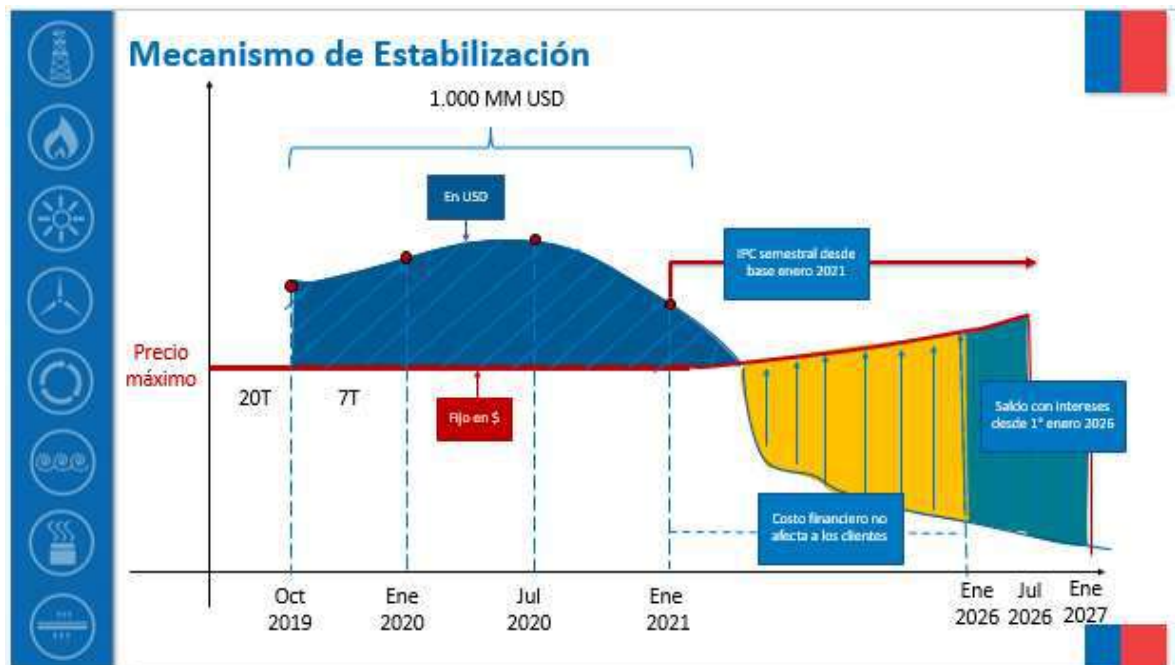 Mecanismo de Estabilización
1.000 MM USD
En USD
IPC semestral desde
base enero 2021
Precio
máximo
20T
7T
Fijo en $
Saldo con intereses
desde 1° enero 2026
Costo financiero no
afecta a los clientes
Oct
2019
Ene
2020
Jul
2020
Ene
2021
Ene
2026
Jul
2026
Ene
2027